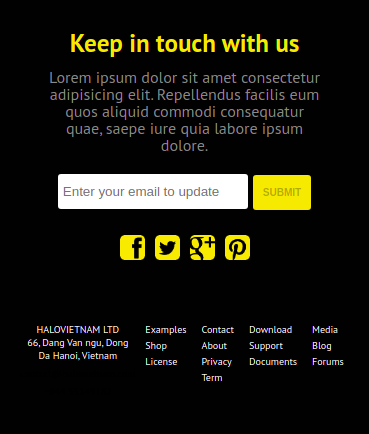 Keep in touch with us
Lorem ipsum dolor sit amet consectetur
adipisicing elit. Repellendus facilis eum
quos aliquid commodi consequatur
quae, saepe iure quia labore ipsum
dolore.
Enter your email to update
SUBMIT
HALOVIETNAM LTD
66, Dang Van ngu, Dong
Da Hanoi, Vietnam
Examples
Shop
License
Contact
About
Privacy
Term
Download
Support
Documents
Media
Blog
Forums